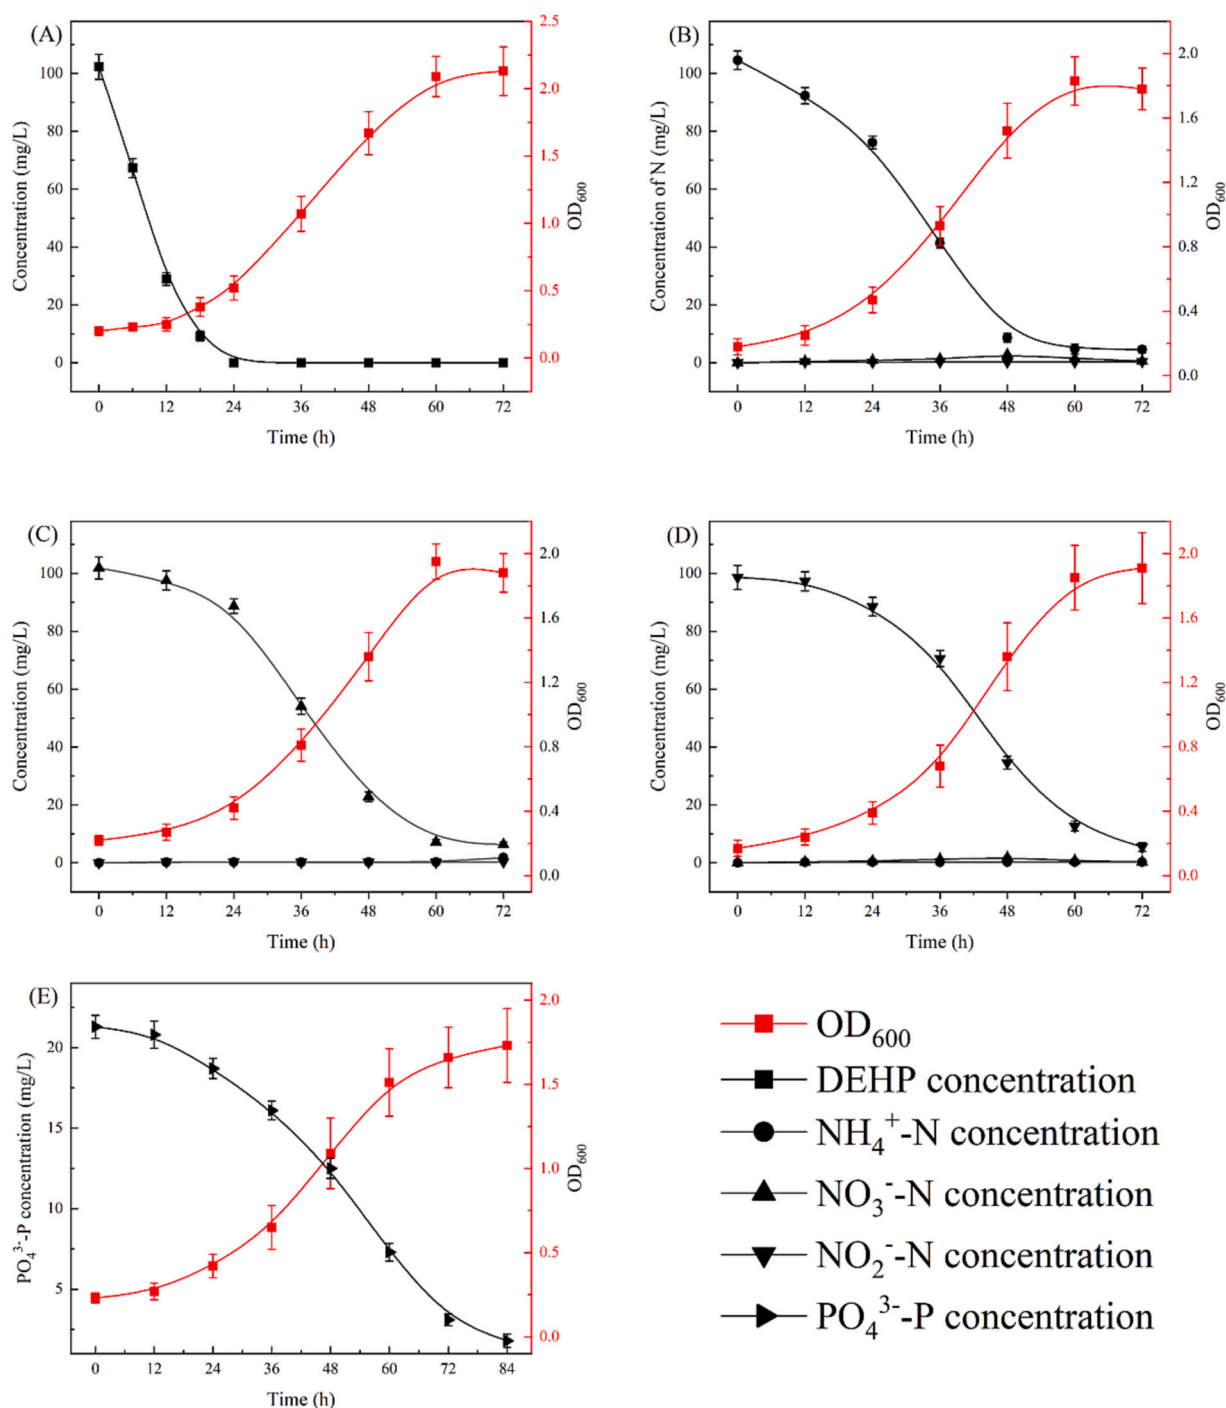 (A)
Concentration (mg/L)
100
80
60
40
20
0
2.5
2.0
1.5
1.0
0.5
0.0
OD600
0 12 24 36 48 60 72
Time (h)
(B)
Concentration of N (mg/L)
100
80
60
40
20
0
2.0
1.6
1.2
0.8
0.4
0.0
OD600
0 12 24 36 48 60 72
Time (h)
(C)
Concentration (mg/L)
100
80
60
40
20
0
2.0
1.6
1.2
0.8
0.4
0.0
OD600
0 12 24 36 48 60 72
Time (h)
(D)
Concentration (mg/L)
100
80
60
40
20
0
2.0
1.6
1.2
0.8
0.4
0.0
OD600
0 12 24 36 48 60 72
Time (h)
(E)
PO₄³⁻-P concentration (mg/L)
20
15
10
5
2.0
1.5
1.0
0.5
0.0
OD600
0 12 24 36 48 60 72 84
Time (h)
OD600
DEHP concentration
NH₄⁺-N concentration
NO₃⁻-N concentration
NO₂⁻-N concentration
PO₄³⁻-P concentration